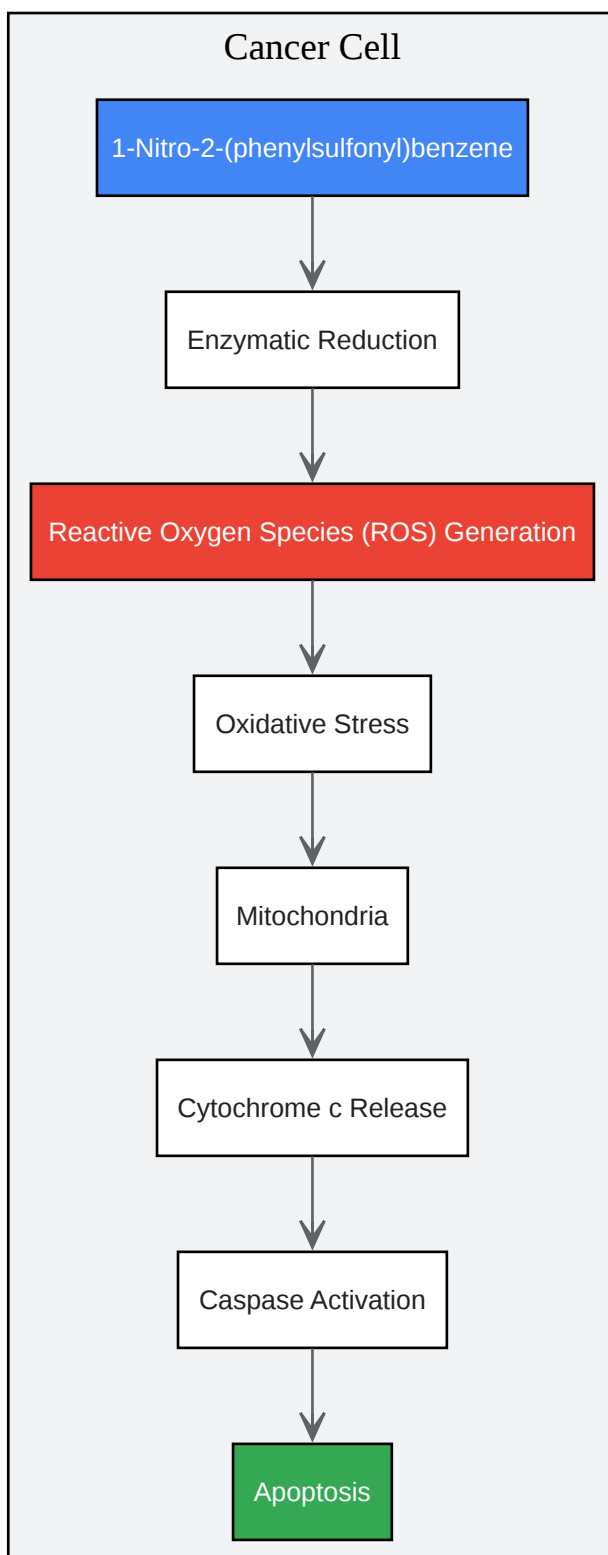 Cancer Cell
1-Nitro-2-(phenylsulfonyl)benzene
Enzymatic Reduction
Reactive Oxygen Species (ROS) Generation
Oxidative Stress
Mitochondria
Cytochrome c Release
Caspase Activation
Apoptosis